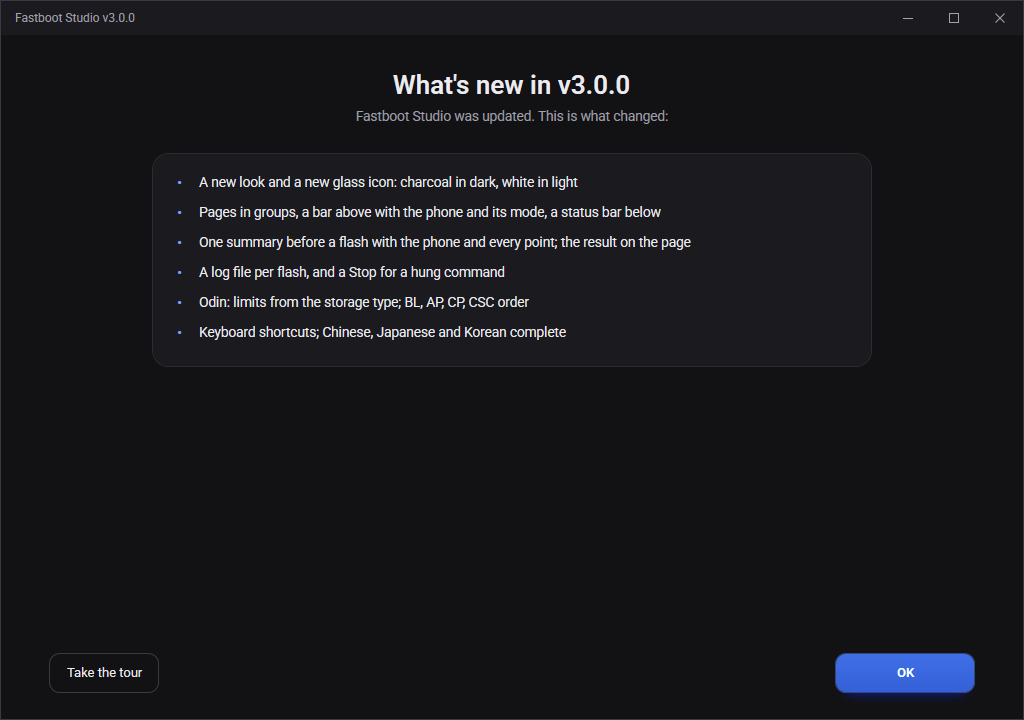 Fastboot Studio v3.0.0
What's new in v3.0.0
Fastboot Studio was updated. This is what changed:
• A new look and a new glass icon: charcoal in dark, white in light
• Pages in groups, a bar above with the phone and its mode, a status bar below
• One summary before a flash with the phone and every point; the result on the page
• A log file per flash, and a Stop for a hung command
• Odin: limits from the storage type; BL, AP, CP, CSC order
• Keyboard shortcuts; Chinese, Japanese and Korean complete
Take the tour
OK